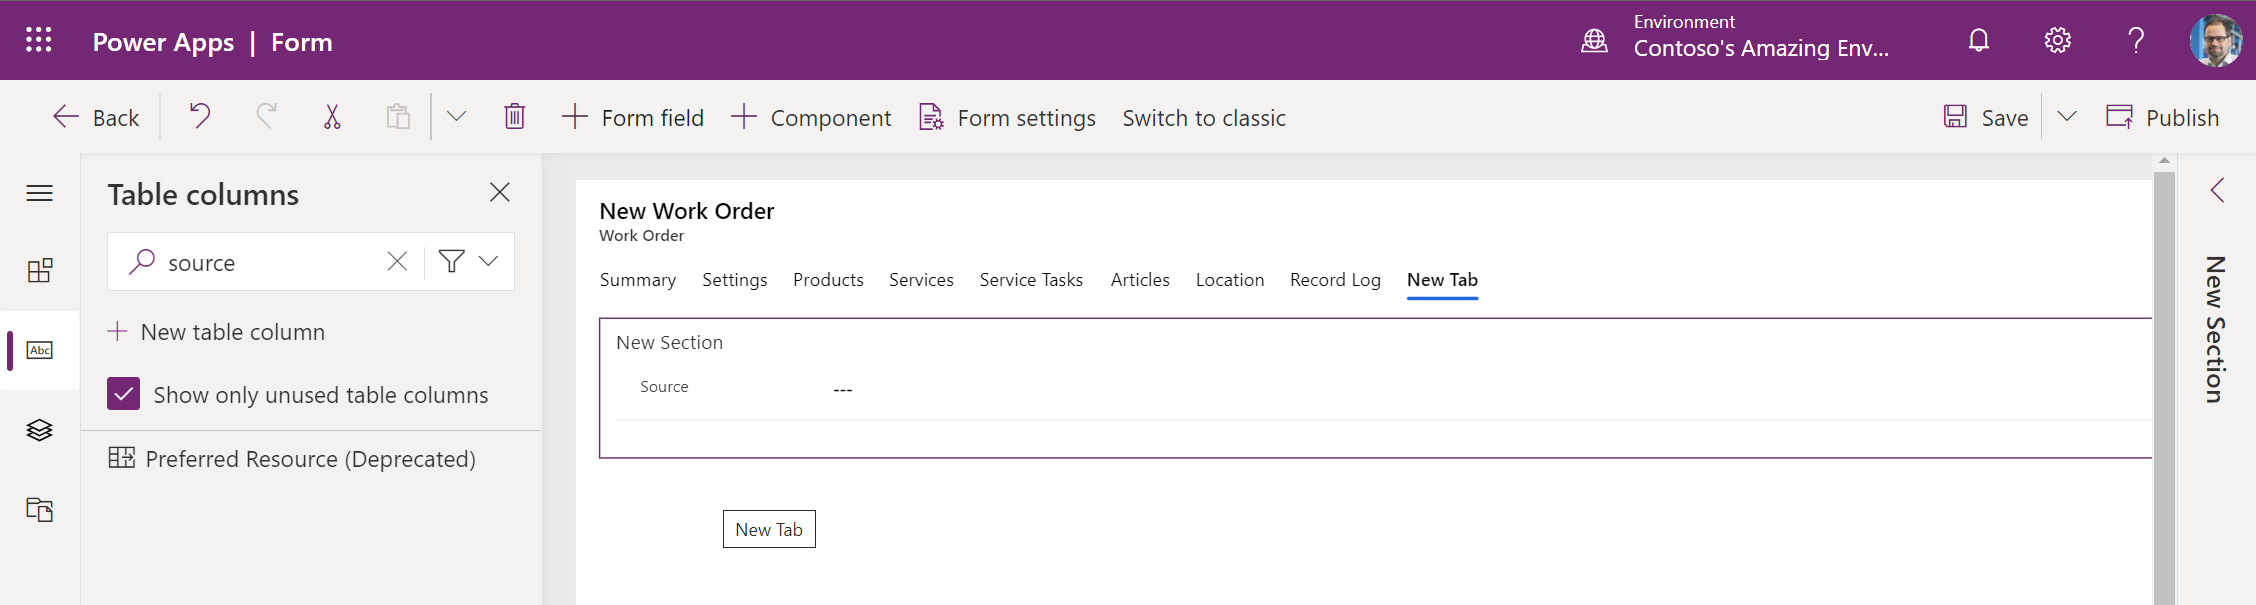 Power Apps | Form
Environment
Contoso's Amazing Env...
Back
Form field
Component
Form settings
Switch to classic
Save
Publish
Table columns
source
New table column
Show only unused table columns
Abc
Preferred Resource (Deprecated)
New Work Order
Work Order
Summary Settings Products Services Service Tasks Articles Location Record Log New Tab
New Section
Source ---
New Tab
New Section